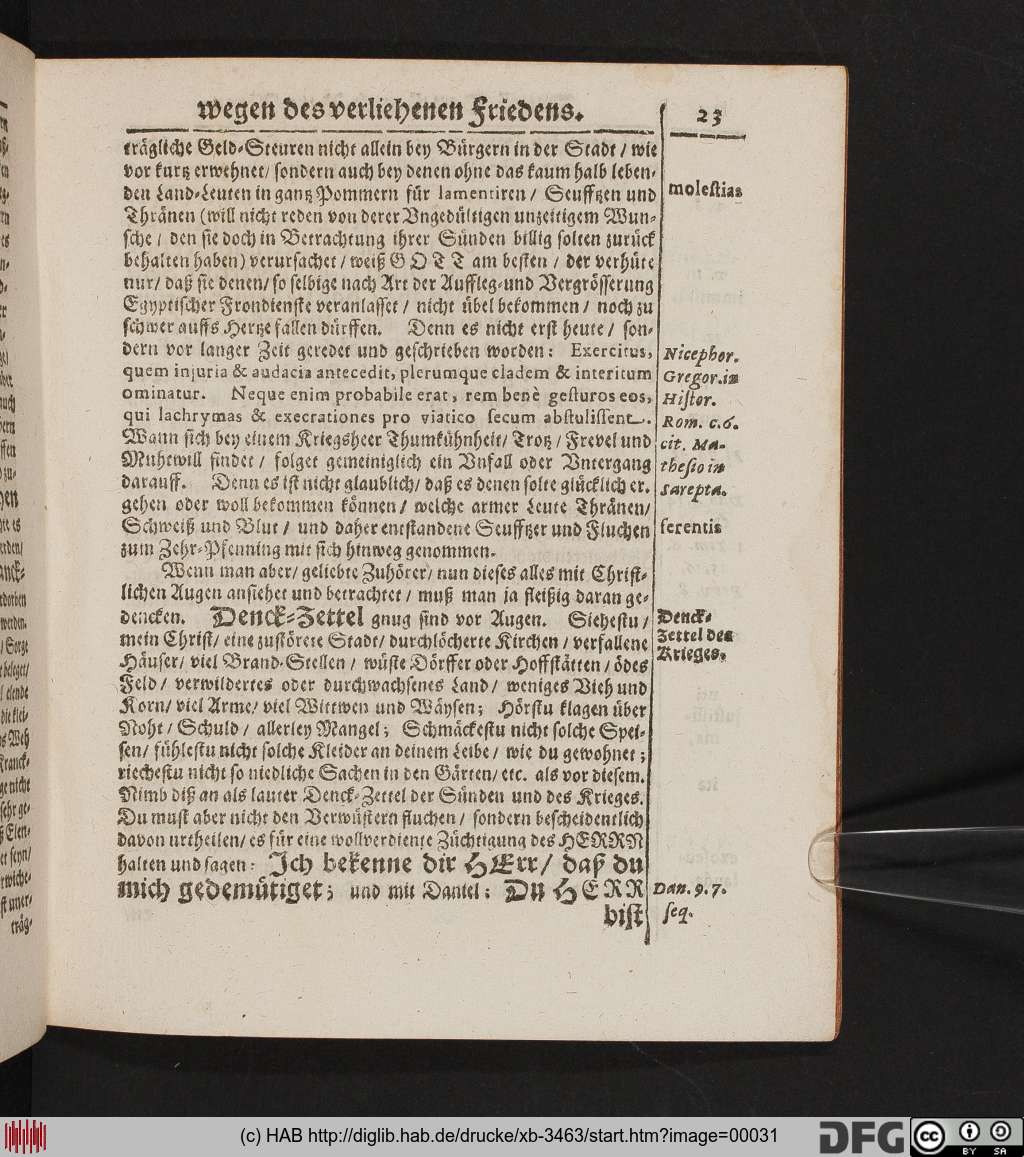 wegen des verliehenen Friedens.
23
trägliche Geld-Steuren nicht allein bey Bürgern in der Stadt / wie
vor kurtz erwehnet / sondern auch bey denen ohne das kaum halb leben-
den Land-Leuten in gantz Pommern für lamentiren / Seufftzen und
Thränen (will nicht reden von derer Ungedültigen unzeitigem Wun-
sche / den sie doch in Betrachtung ihrer Sünden billig solten zurück
behalten haben) verursachet / weiß GOTT am besten / der verhüte
nur / daß sie denen / so selbige nach Art der Auffleg- und Vergrösserung
Egyptischer Frondienste veranlasset / nicht übel bekommen / noch zu
schwer auffs Hertze fallen dürffen. Denn es nicht erst heute / son-
dern vor langer Zeit geredet und geschrieben worden: Exercitus,
quem injuria & audacia antecedit, plerumque cladem & interitum
ominatur. Neque enim probabile erat, rem benè gesturos eos,
qui lachrymas & execrationes pro viatico secum abstulissent.
Wann sich bey einem Kriegsheer Thumkühnheit / Trotz / Frevel und
Muhtwill findet / folget gemeiniglich ein Unfall oder Untergang
darauff. Denn es ist nicht glaublich / daß es denen solte glücklich er-
gehen oder woll bekommen können / welche armer Leute Thränen /
Schweiß und Blut / und daher entstandene Seufftzer und Fluchen
zum Zehr-Pfenning mit sich hinweg genommen.
Wenn man aber / geliebte Zuhörer / nun dieses alles mit Christ-
lichen Augen ansiehet und betrachtet / muß man ja fleißig daran ge-
dencken. Denck-Zettel gnug sind vor Augen. Siehestu /
mein Christ / eine zustörete Stadt / durchlöcherte Kirchen / verfallene
Häuser / viel Brand-Stellen / wüste Dörffer oder Hoffstätten / ödes
Feld / verwildertes oder durchwachsenes Land / weniges Vieh und
Korn / viel Arme / viel Wittwen und Wäysen; Hörstu klagen über
Noht / Schuld / allerley Mangel; Schmäckestu nicht solche Spei-
sen / fühlestu nicht solche Kleider an deinem Leibe / wie du gewohnet;
riechestu nicht so niedliche Sachen in den Gärten / etc. als vor diesem.
Nimb diß an als lauter Denck-Zettel der Sünden und des Krieges.
Du must aber nicht den Verwüstern fluchen / sondern bescheidentlich
davon urtheilen / es für eine wollverdiente Züchtigung des HERRN
halten und sagen: Ich bekenne dir HErr / daß du
mich gedemütiget; und mit Daniel: Du HERR
bist
molestias
Nicephor.
Gregor. in
Histor.
Rom. c. 6.
cit. Ma-
thesio in
Sarepta.
ferentis
Denck-
Zettel des
Krieges.
Dan. 9. 7.
seq.
(c) HAB http://diglib.hab.de/drucke/xb-3463/start.htm?image=00031
DFG
cc BY SA